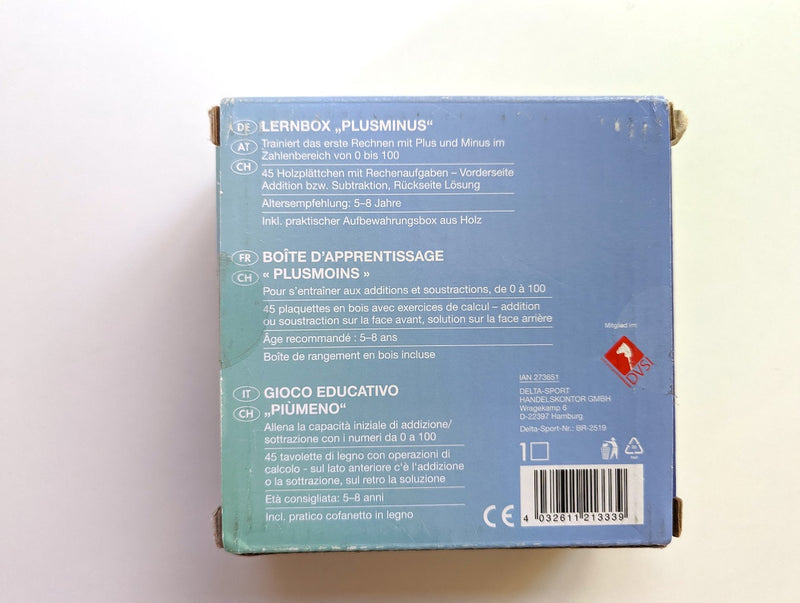 DE LERNBOX „PLUSMINUS“
AT Trainiert das erste Rechnen mit Plus und Minus im
Zahlenbereich von 0 bis 100
CH
45 Holzplättchen mit Rechenaufgaben – Vorderseite
Addition bzw. Subtraktion, Rückseite Lösung
Altersempfehlung: 5–8 Jahre
Inkl. praktischer Aufbewahrungsbox aus Holz
FR BOÎTE D’APPRENTISSAGE
CH « PLUSMOINS »
Pour s’entraîner aux additions et soustractions, de 0 à 100
45 plaquettes en bois avec exercices de calcul – addition
ou soustraction sur la face avant, solution sur la face arrière
Âge recommandé : 5–8 ans
Boîte de rangement en bois incluse
IT GIOCO EDUCATIVO
CH „PIÙMENO“
Allena la capacità iniziale di addizione/
sottrazione con i numeri da 0 a 100
45 tavolette di legno con operazioni di
calcolo - sul lato anteriore c'è l'addizione
o la sottrazione, sul retro la soluzione
Età consigliata: 5–8 anni
Incl. pratico cofanetto in legno
Mitglied im:
DVSI
IAN 273651
DELTA-SPORT
HANDELSKONTOR GMBH
Wragekamp 6
D-22397 Hamburg
Delta-Sport-Nr.: BR-2519
1
CE
4 032611 213339